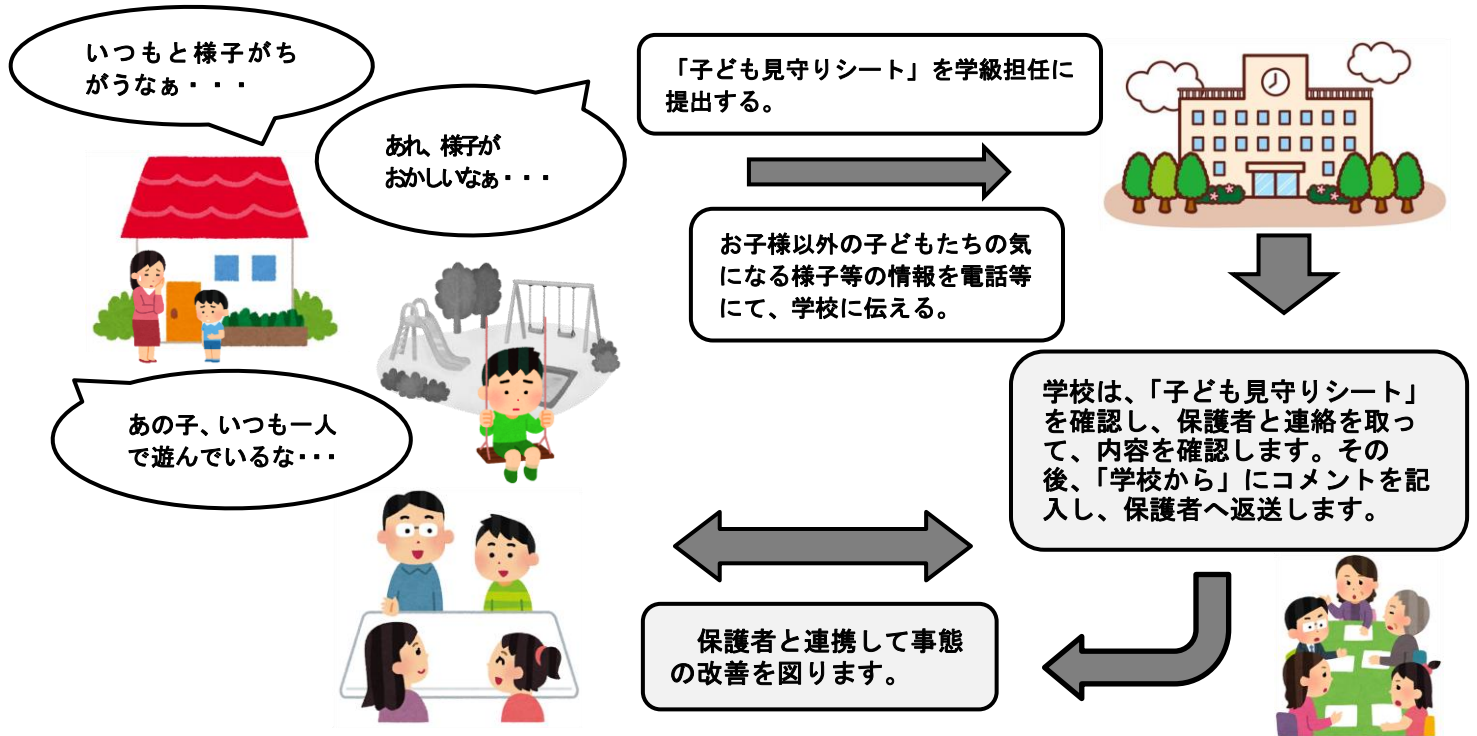 いつもと様子がち
がうなぁ・・・
あれ、様子が
おかしいなぁ・・・
あの子、いつも一人
で遊んでいるな・・・
「子ども見守りシート」を学級担任に
提出する。
お子様以外の子どもたちの気
になる様子等の情報を電話等
にて、学校に伝える。
学校は、「子ども見守りシート」
を確認し、保護者と連絡を取っ
て、内容を確認します。その
後、「学校から」にコメントを記
入し、保護者へ返送します。
保護者と連携して事態
の改善を図ります。